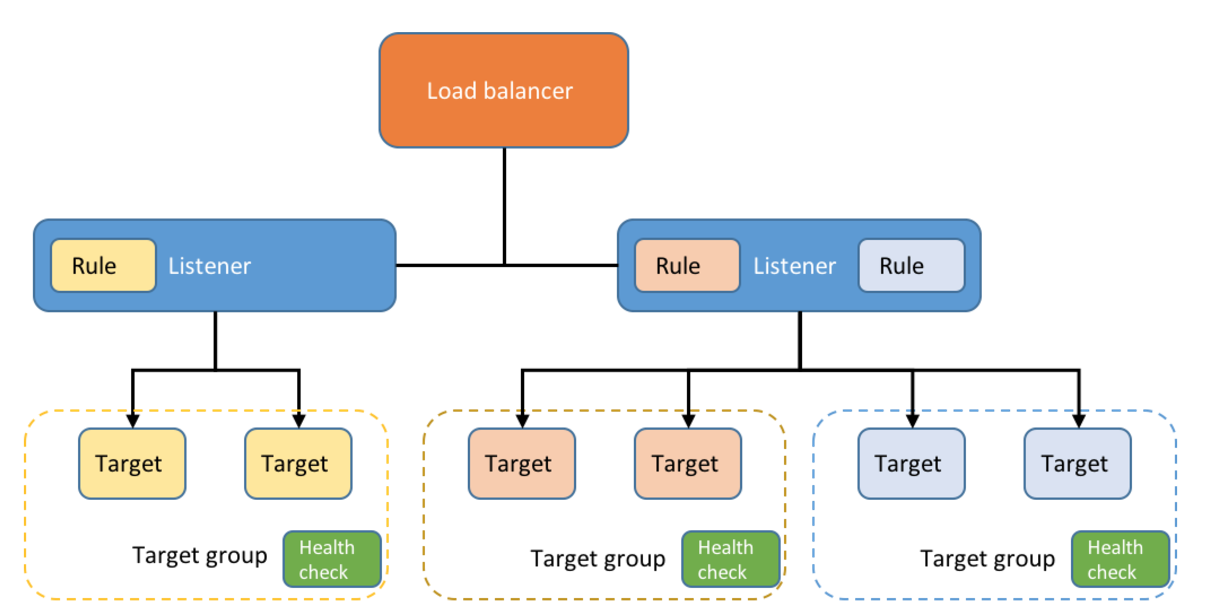 Load balancer
Rule
Listener
Rule
Listener
Rule
Target
Target
Target
Target
Target
Target
Target group
Health
check
Target group
Health
check
Target group
Health
check